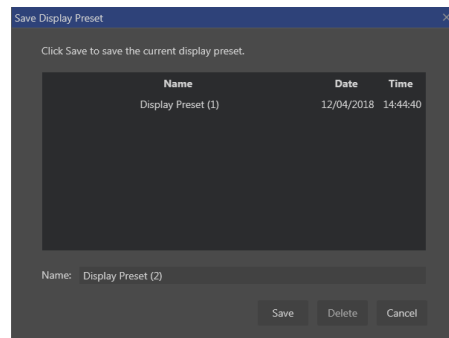 Save Display Preset
Click Save to save the current display preset.
Name Date Time
Display Preset (1) 12/04/2018 14:44:40
Name: Display Preset (2)
Save Delete Cancel